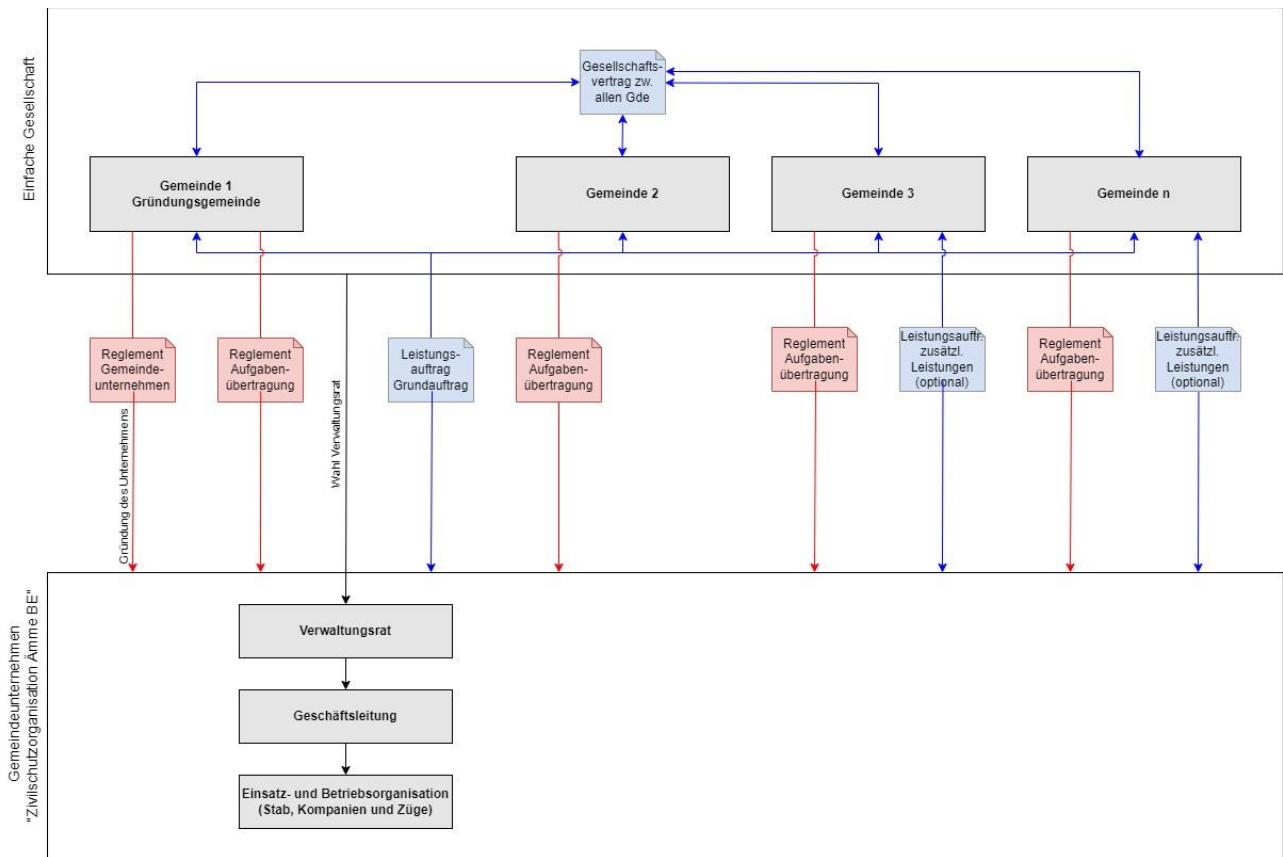 Einfache Gesellschaft
Gesellschafts-
vertrag zw.
allen Gde
Gemeinde 1
Gründungsgemeinde
Gemeinde 2
Gemeinde 3
Gemeinde n
Reglement
Gemeinde-
unternehmen
Reglement
Aufgaben-
übertragung
Leistungs-
auftrag
Grundauftrag
Reglement
Aufgaben-
übertragung
Reglement
Aufgaben-
übertragung
Leistungsauftr.
zusätzl.
Leistungen
(optional)
Reglement
Aufgaben-
übertragung
Leistungsauftr.
zusätzl.
Leistungen
(optional)
Gründung des Unternehmens
Wahl Verwaltungsrat
Gemeindeunternehmen
"Zivilschutzorganisation Ämme BE"
Verwaltungsrat
Geschäftsleitung
Einsatz- und Betriebsorganisation
(Stab, Kompanien und Züge)